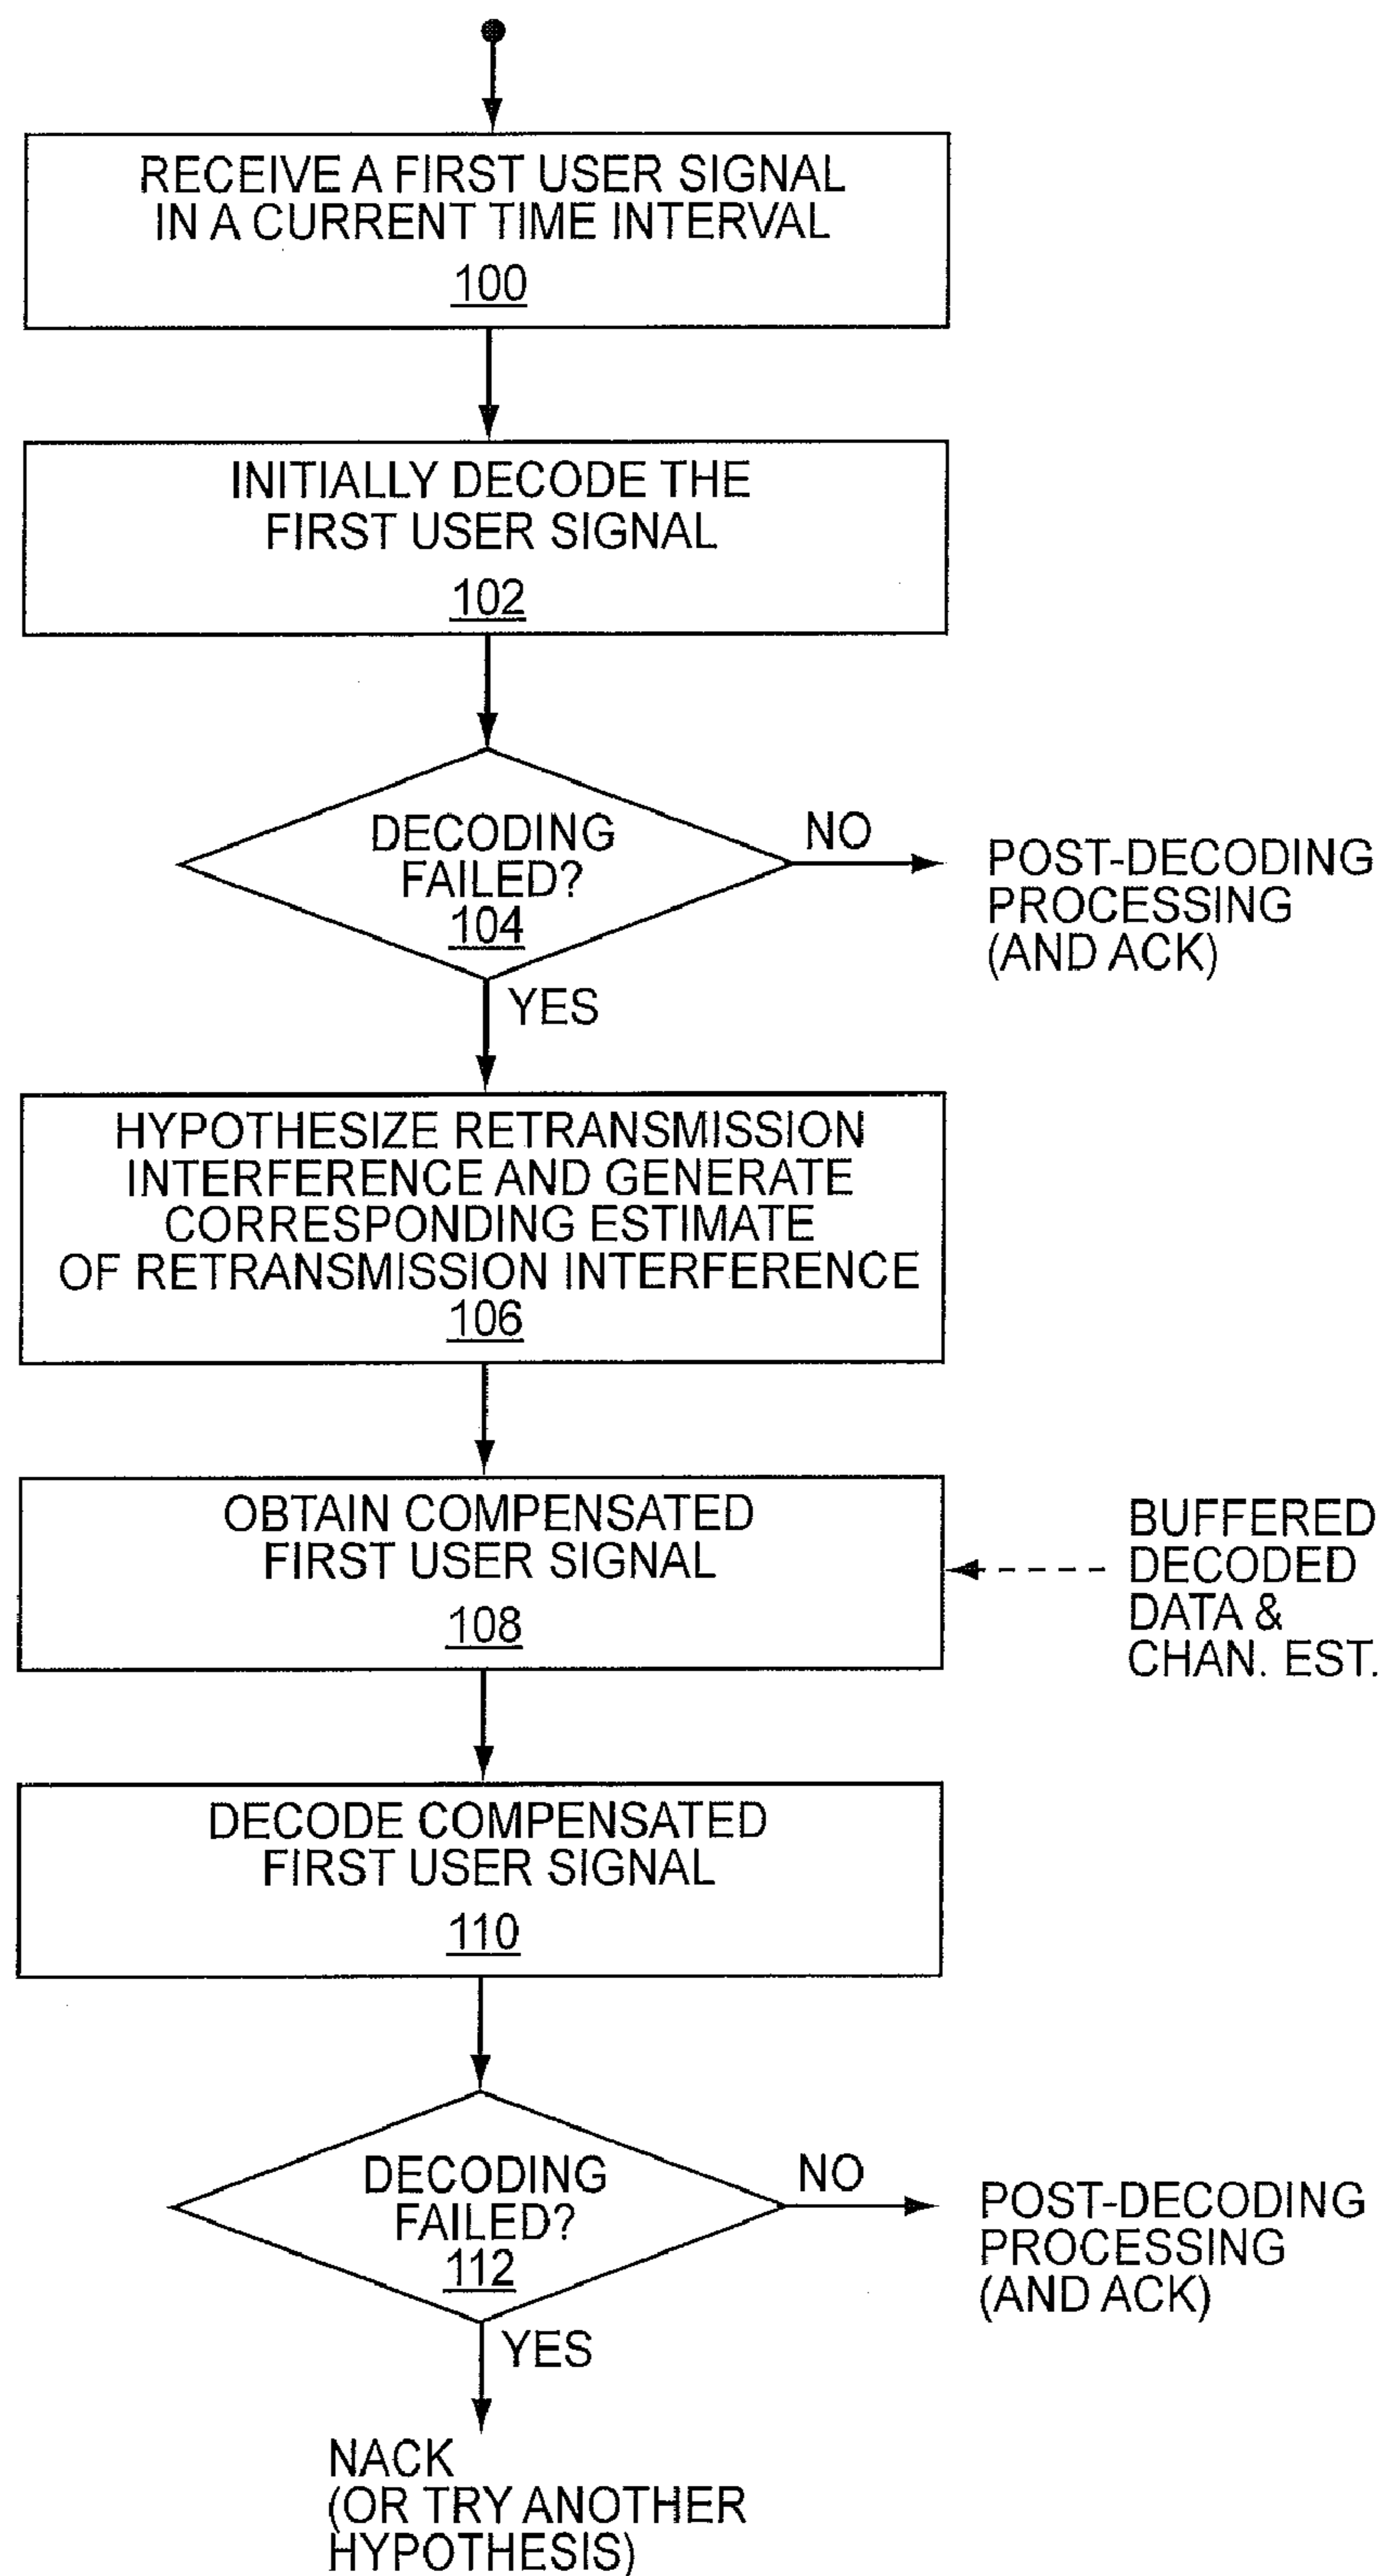 RECEIVE A FIRST USER SIGNAL
IN A CURRENT TIME INTERVAL
100
INITIALLY DECODE THE
FIRST USER SIGNAL
102
DECODING
FAILED?
104
NO
POST-DECODING
PROCESSING
(AND ACK)
YES
HYPOTHESIZE RETRANSMISSION
INTERFERENCE AND GENERATE
CORRESPONDING ESTIMATE
OF RETRANSMISSION INTERFERENCE
106
OBTAIN COMPENSATED
FIRST USER SIGNAL
108
BUFFERED
DECODED
DATA &
CHAN. EST.
DECODE COMPENSATED
FIRST USER SIGNAL
110
DECODING
FAILED?
112
NO
POST-DECODING
PROCESSING
(AND ACK)
YES
NACK
(OR TRY ANOTHER
HYPOTHESIS)